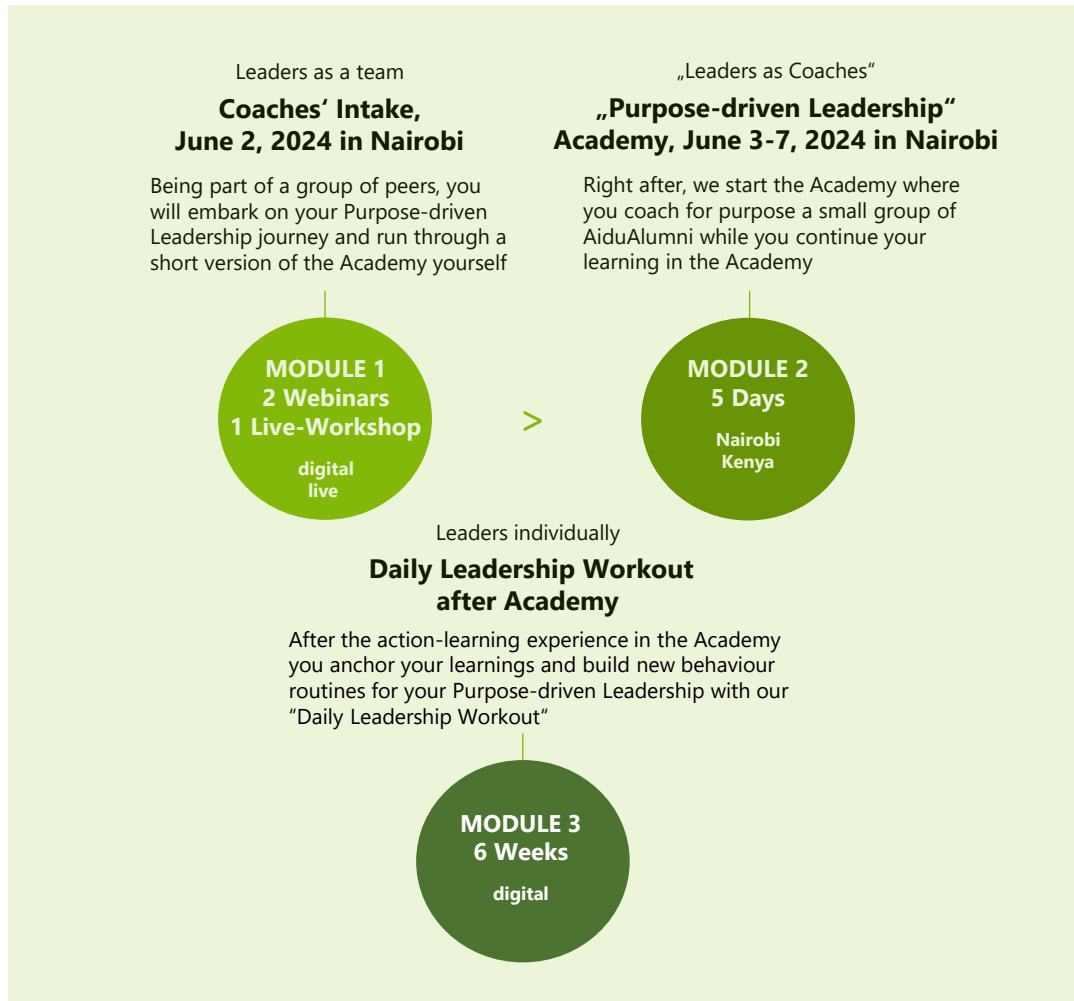 Leaders as a team
Coaches‘ Intake,
June 2, 2024 in Nairobi
Being part of a group of peers, you
will embark on your Purpose-driven
Leadership journey and run through a
short version of the Academy yourself
MODULE 1
2 Webinars
1 Live-Workshop
digital
live
>
„Leaders as Coaches“
„Purpose-driven Leadership“
Academy, June 3-7, 2024 in Nairobi
Right after, we start the Academy where
you coach for purpose a small group of
AiduAlumni while you continue your
learning in the Academy
MODULE 2
5 Days
Nairobi
Kenya
Leaders individually
Daily Leadership Workout
after Academy
After the action-learning experience in the Academy
you anchor your learnings and build new behaviour
routines for your Purpose-driven Leadership with our
“Daily Leadership Workout“
MODULE 3
6 Weeks
digital